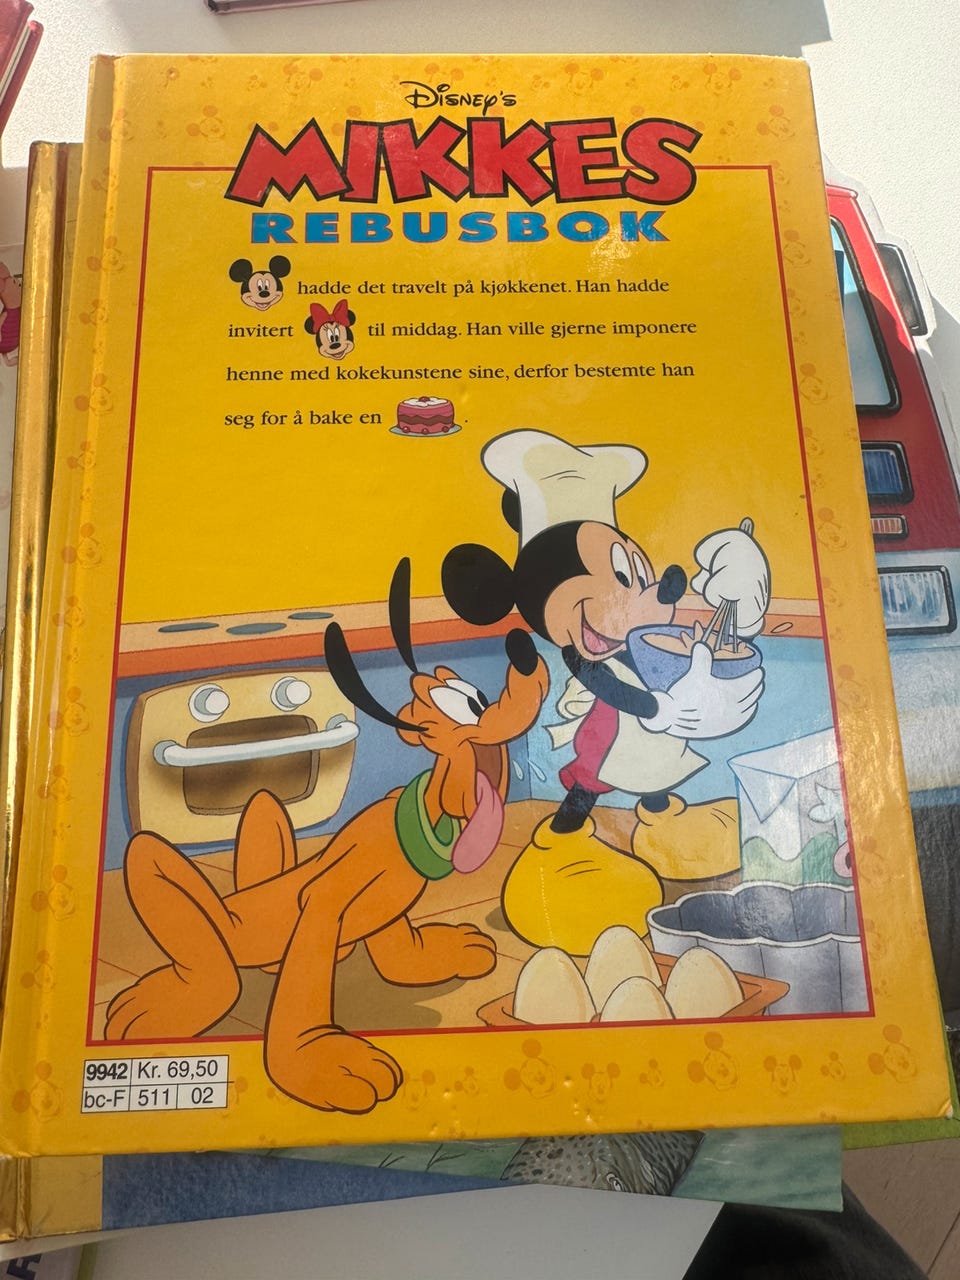 Disney's
MIKKES
REBUSBOK
hadde det travelt på kjøkkenet. Han hadde
invitert til middag. Han ville gjerne imponere
henne med kokekunstene sine, derfor bestemte han
seg for å bake en .
9942 Kr. 69,50
bc-F 511 02